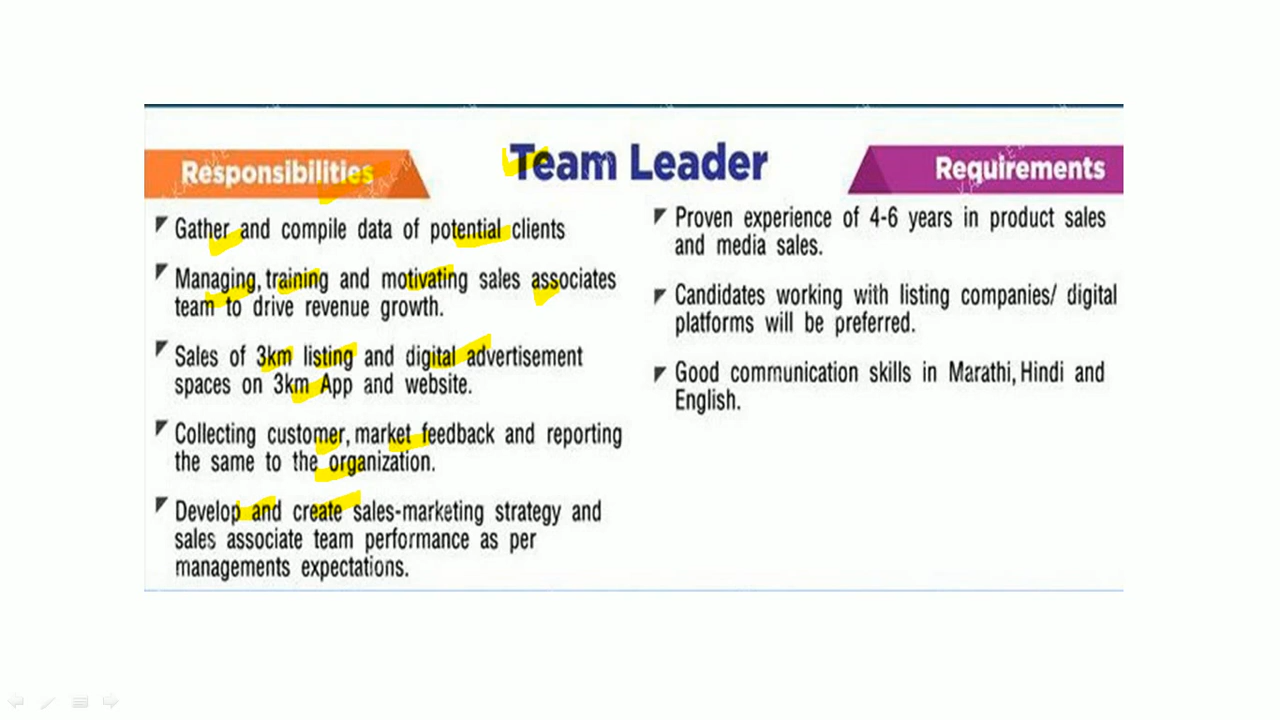 Team Leader
Responsibilities
Gather and compile data of potential clients
Managing, training and motivating sales associates
team to drive revenue growth.
Sales of 3km listing and digital advertisement
spaces on 3km App and website.
Collecting customer, market feedback and reporting
the same to the organization.
Develop and create sales-marketing strategy and
sales associate team performance as per
managements expectations.
Requirements
Proven experience of 4-6 years in product sales
and media sales.
Candidates working with listing companies/ digital
platforms will be preferred.
Good communication skills in Marathi, Hindi and
English.